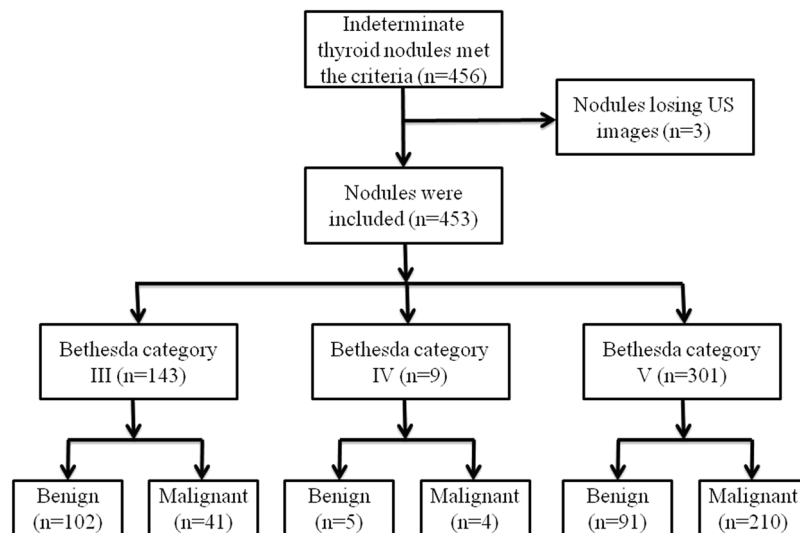 Indeterminate
thyroid nodules met
the criteria (n=456)
Nodules losing US
images (n=3)
Nodules were
included (n=453)
Bethesda category
III (n=143)
Bethesda category
IV (n=9)
Bethesda category
V (n=301)
Benign
(n=102)
Malignant
(n=41)
Benign
(n=5)
Malignant
(n=4)
Benign
(n=91)
Malignant
(n=210)